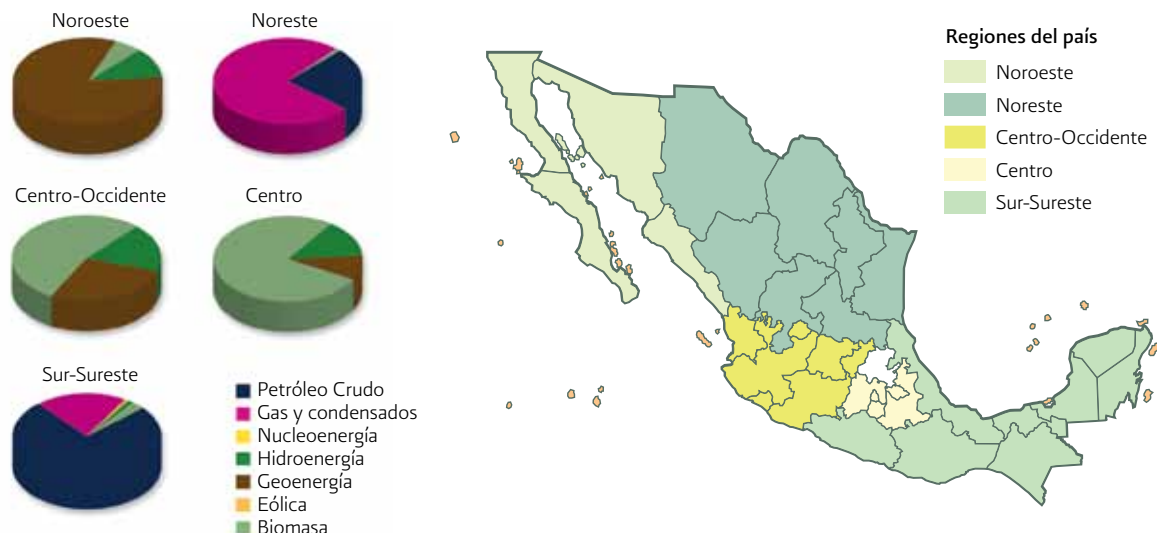 Noroeste
Noreste
Centro-Occidente
Centro
Sur-Sureste
Petróleo Crudo
Gas y condensados
Nucleoenergía
Hidroenergía
Geoenergía
Eólica
Biomasa
Regiones del país
Noroeste
Noreste
Centro-Occidente
Centro
Sur-Sureste